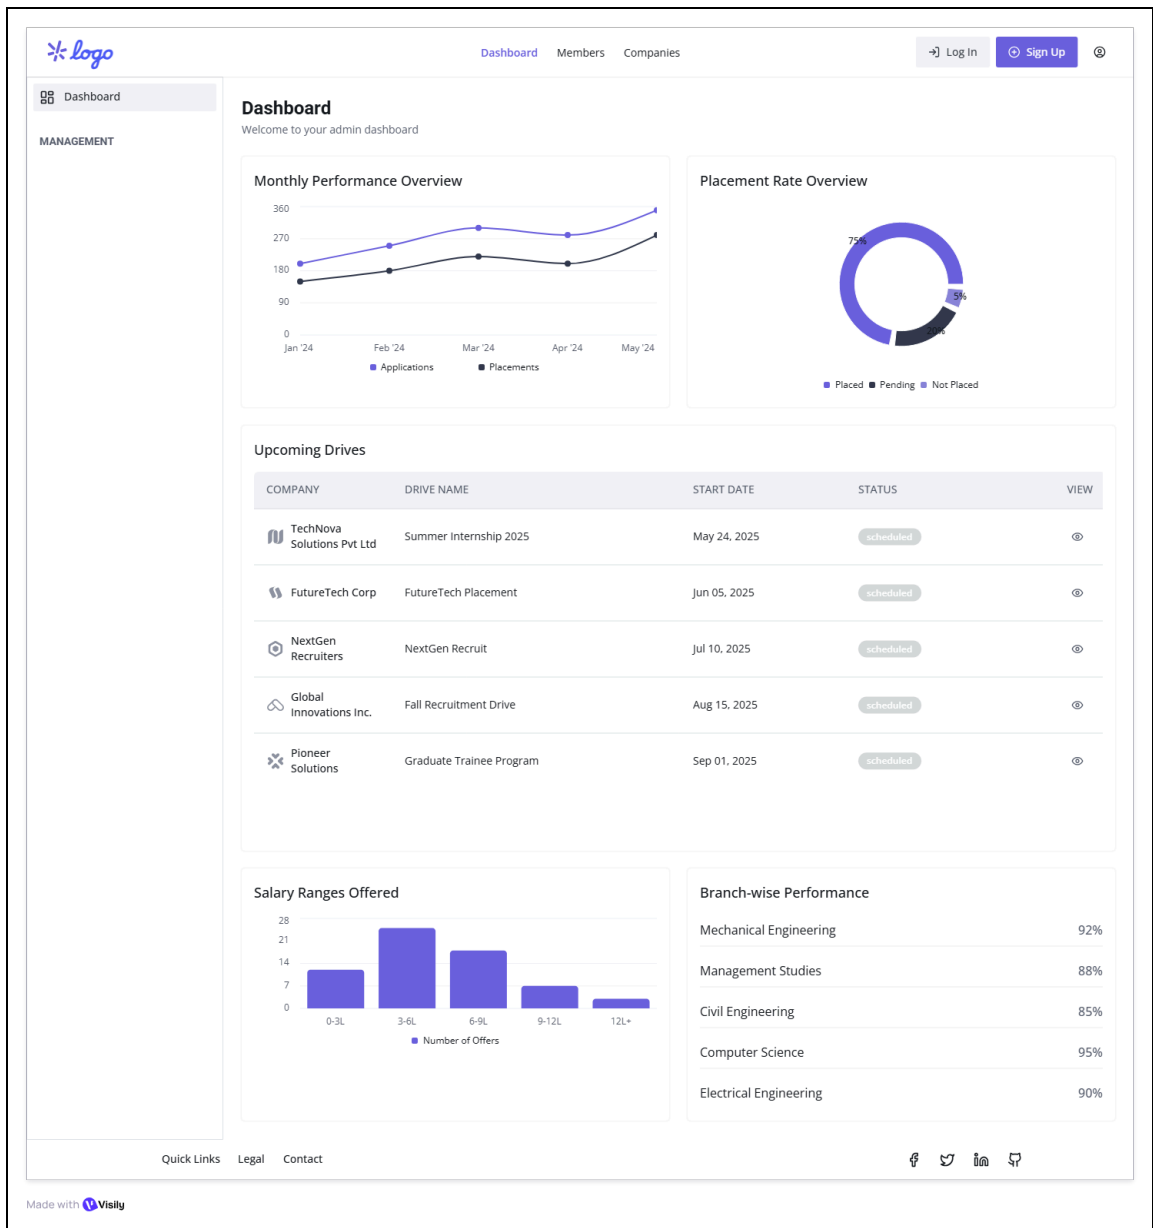 logo
Dashboard Members Companies
Log In Sign Up
Dashboard
MANAGEMENT
Dashboard
Welcome to your admin dashboard
Monthly Performance Overview
360
270
180
90
0
Jan '24 Feb '24 Mar '24 Apr '24 May '24
Applications Placements
Placement Rate Overview
75%
5%
20%
Placed Pending Not Placed
Upcoming Drives
COMPANY DRIVE NAME START DATE STATUS VIEW
TechNova
Solutions Pvt Ltd Summer Internship 2025 May 24, 2025 scheduled
FutureTech Corp FutureTech Placement Jun 05, 2025 scheduled
NextGen
Recruiters NextGen Recruit Jul 10, 2025 scheduled
Global
Innovations Inc. Fall Recruitment Drive Aug 15, 2025 scheduled
Pioneer
Solutions Graduate Trainee Program Sep 01, 2025 scheduled
Salary Ranges Offered
28
21
14
7
0
0-3L 3-6L 6-9L 9-12L 12L+
Number of Offers
Branch-wise Performance
Mechanical Engineering 92%
Management Studies 88%
Civil Engineering 85%
Computer Science 95%
Electrical Engineering 90%
Quick Links Legal Contact
Made with Visily